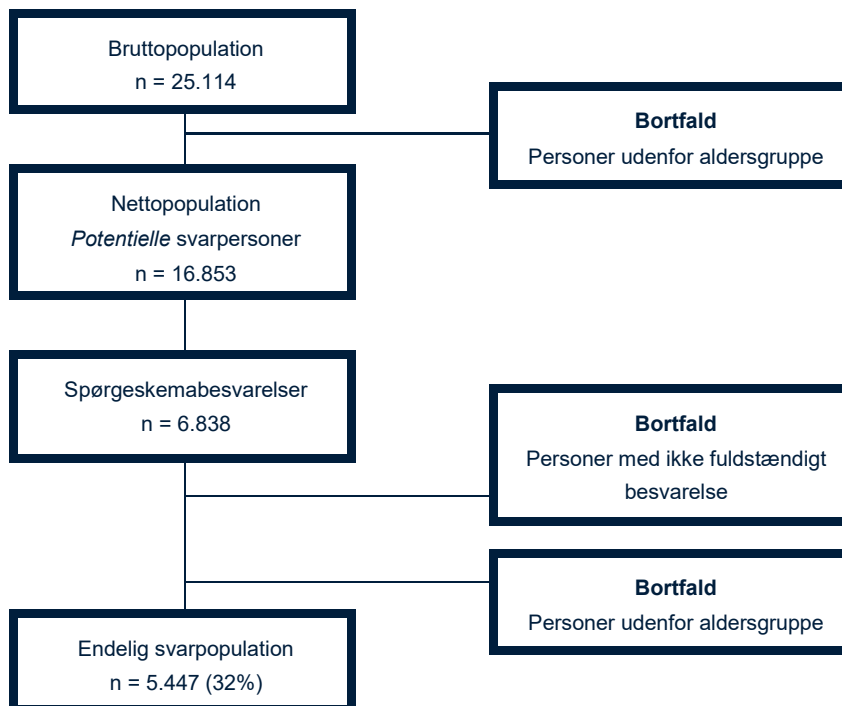 Bruttopopulation
n = 25.114
Bortfald
Personer udenfor aldersgruppe
Nettopopulation
Potentielle svarpersoner
n = 16.853
Spørgeskemabesvarelser
n = 6.838
Bortfald
Personer med ikke fuldstændigt
besvarelse
Bortfald
Personer udenfor aldersgruppe
Endelig svarpopulation
n = 5.447 (32%)